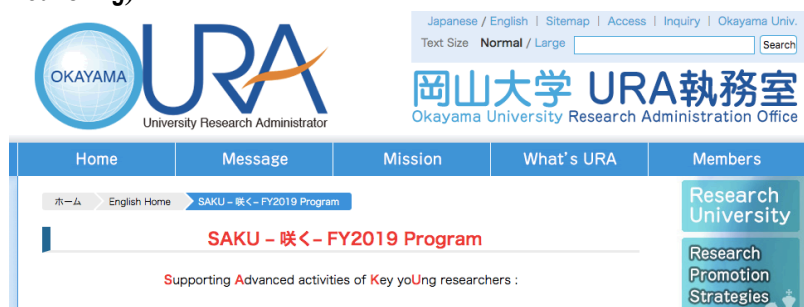 Japanese / English | Sitemap | Access | Inquiry | Okayama Univ.
Text Size Normal / Large Search
OKAYAMA URA
University Research Administrator
岡山大学 URA執務室
Okayama University Research Administration Office
Home Message Mission What's URA Members
ホーム English Home SAKU – 咲く– FY2019 Program
Research
University
SAKU – 咲く– FY2019 Program
Research
Promotion
Strategies
Supporting Advanced activities of Key yoUng researchers :